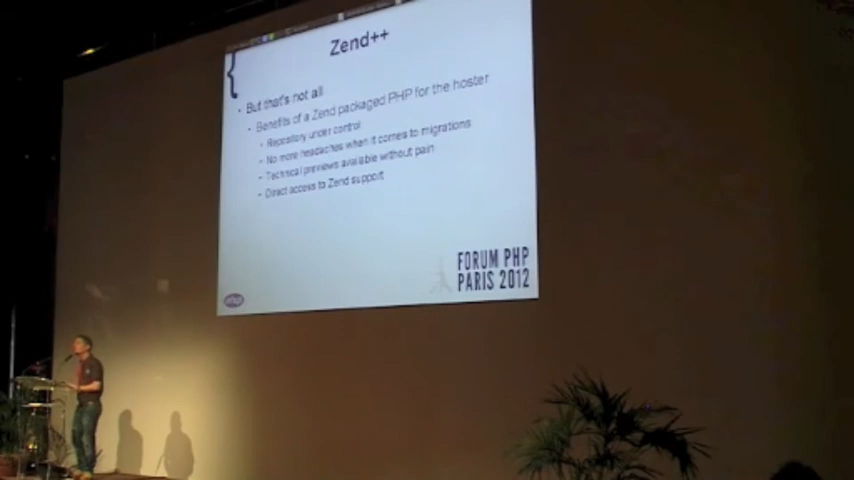 Zend++
{
• But that's not all
• Benefits of a Zend packaged PHP for the hoster
• Repository under control
• No more headaches when it comes to migrations
• Technical previews available without pain
• Direct access to Zend support
FORUM PHP
PARIS 2012